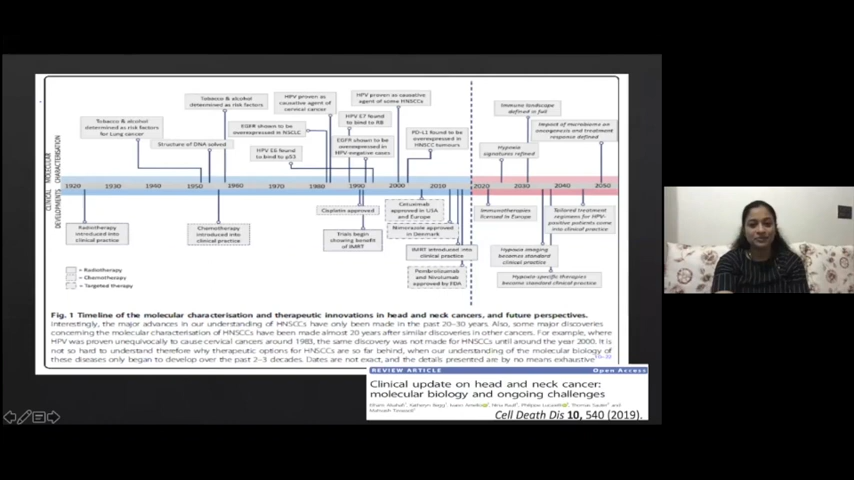 Tobacco & alcohol
determined as risk factors
for Lung cancer
Structure of DNA solved
Tobacco & alcohol
determined as risk factors
EGFR shown to be
overexpressed in NSCLC
HPV E6 found
to bind to p53
HPV proven as
causative agent of
cervical cancer
HPV E7 found
to bind to RB
EGFR shown to be
overexpressed in
HPV-negative cases
HPV proven as causative
agent of some HNSCCs
PD-L1 found to be
overexpressed in
HNSCC tumours
Immune landscape
defined in full
Impact of microbiome on
oncogenesis and treatment
response defined
Hypoxia
signatures refined
MOLECULAR
CHARACTERISATION
1920 1930 1940 1950 1960 1970 1980 1990 2000 2010 2020 2030 2040 2050
CLINICAL
DEVELOPMENTS
Radiotherapy
introduced into
clinical practice
Chemotherapy
introduced into
clinical practice
Cisplatin approved
Trials begin
showing benefit
of IMRT
Cetuximab
approved in USA
and Europe
Nimorazole approved
in Denmark
IMRT introduced into
clinical practice
Pembrolizumab
and Nivolumab
approved by FDA
Immunotherapies
licensed in Europe
Hypoxia imaging
becomes standard
clinical practice
Tailored treatment
regimens for HPV-
positive patients come
into clinical practice
Hypoxia-specific therapies
become standard clinical practice
= Radiotherapy
= Chemotherapy
= Targeted therapy
Fig. 1 Timeline of the molecular characterisation and therapeutic innovations in head and neck cancers, and future perspectives.
Interestingly, the major advances in our understanding of HNSCCs have only been made in the past 20–30 years. Also, some major discoveries
concerning the molecular characterisation of HNSCCs have been made almost 20 years after similar discoveries in other cancers. For example, where
HPV was proven unequivocally to cause cervical cancers around 1983, the same discovery was not made for HNSCCs until around the year 2000. It is
not so hard to understand therefore why therapeutic options for HNSCCs are so far behind, when our understanding of the molecular biology of
these diseases only began to develop over the past 2–3 decades. Dates are not exact, and the details presented are by no means exhaustive
REVIEW ARTICLE Open Access
Clinical update on head and neck cancer:
molecular biology and ongoing challenges
Cell Death Dis 10, 540 (2019).